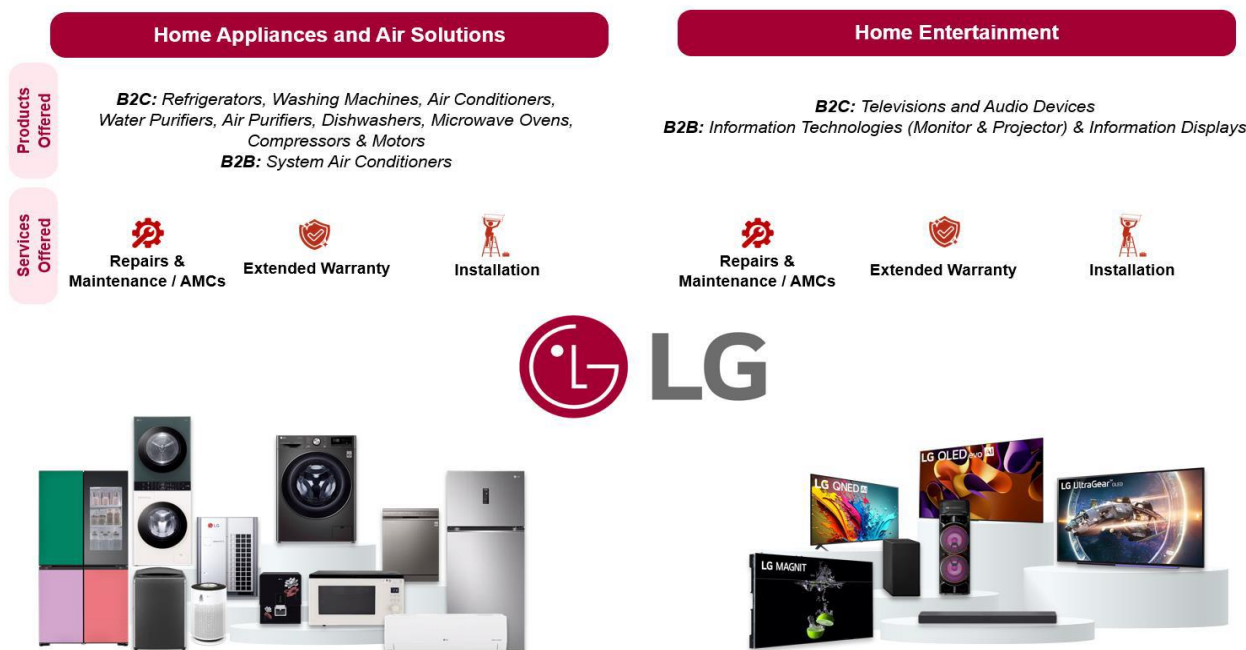 Home Appliances and Air Solutions
Home Entertainment
Products
Offered
B2C: Refrigerators, Washing Machines, Air Conditioners,
Water Purifiers, Air Purifiers, Dishwashers, Microwave Ovens,
Compressors & Motors
B2B: System Air Conditioners
B2C: Televisions and Audio Devices
B2B: Information Technologies (Monitor & Projector) & Information Displays
Services
Offered
Repairs &
Maintenance / AMCs
Extended Warranty
Installation
Repairs &
Maintenance / AMCs
Extended Warranty
Installation
LG
LG
LG QNED AI
LG OLED evo AI
LG UltraGear OLED
LG MAGNIT